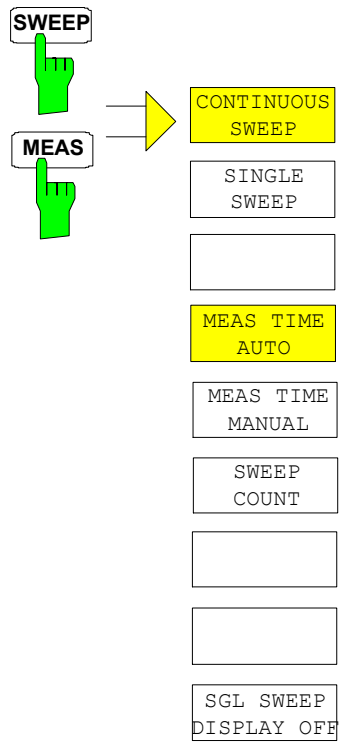 SWEEP
MEAS
CONTINUOUS
SWEEP
SINGLE
SWEEP
MEAS TIME
AUTO
MEAS TIME
MANUAL
SWEEP
COUNT
SGL SWEEP
DISPLAY OFF